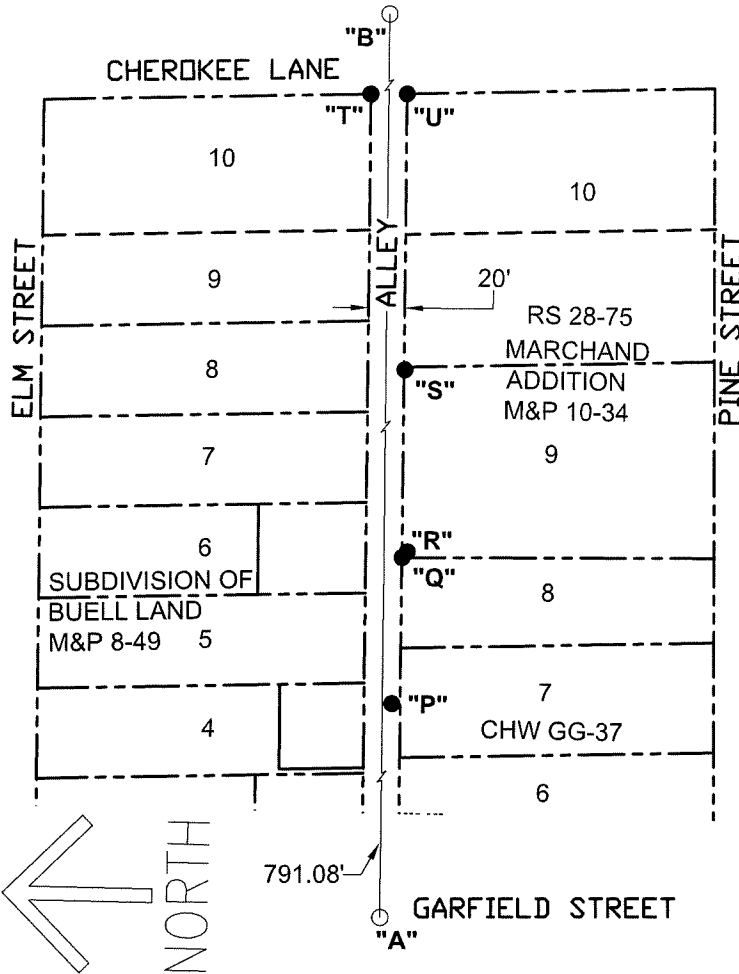 "B"
CHEROKEE LANE
"T"
"U"
10
10
ALLEY
ELM STREET
PINE STREET
9
20'
RS 28-75
MARCHAND
ADDITION
M&P 10-34
8
"S"
7
9
6
"R"
"Q"
SUBDIVISION OF
BUELL LAND
M&P 8-49
5
8
4
"P"
7
CHW GG-37
6
NORTH
791.08'
GARFIELD STREET
"A"